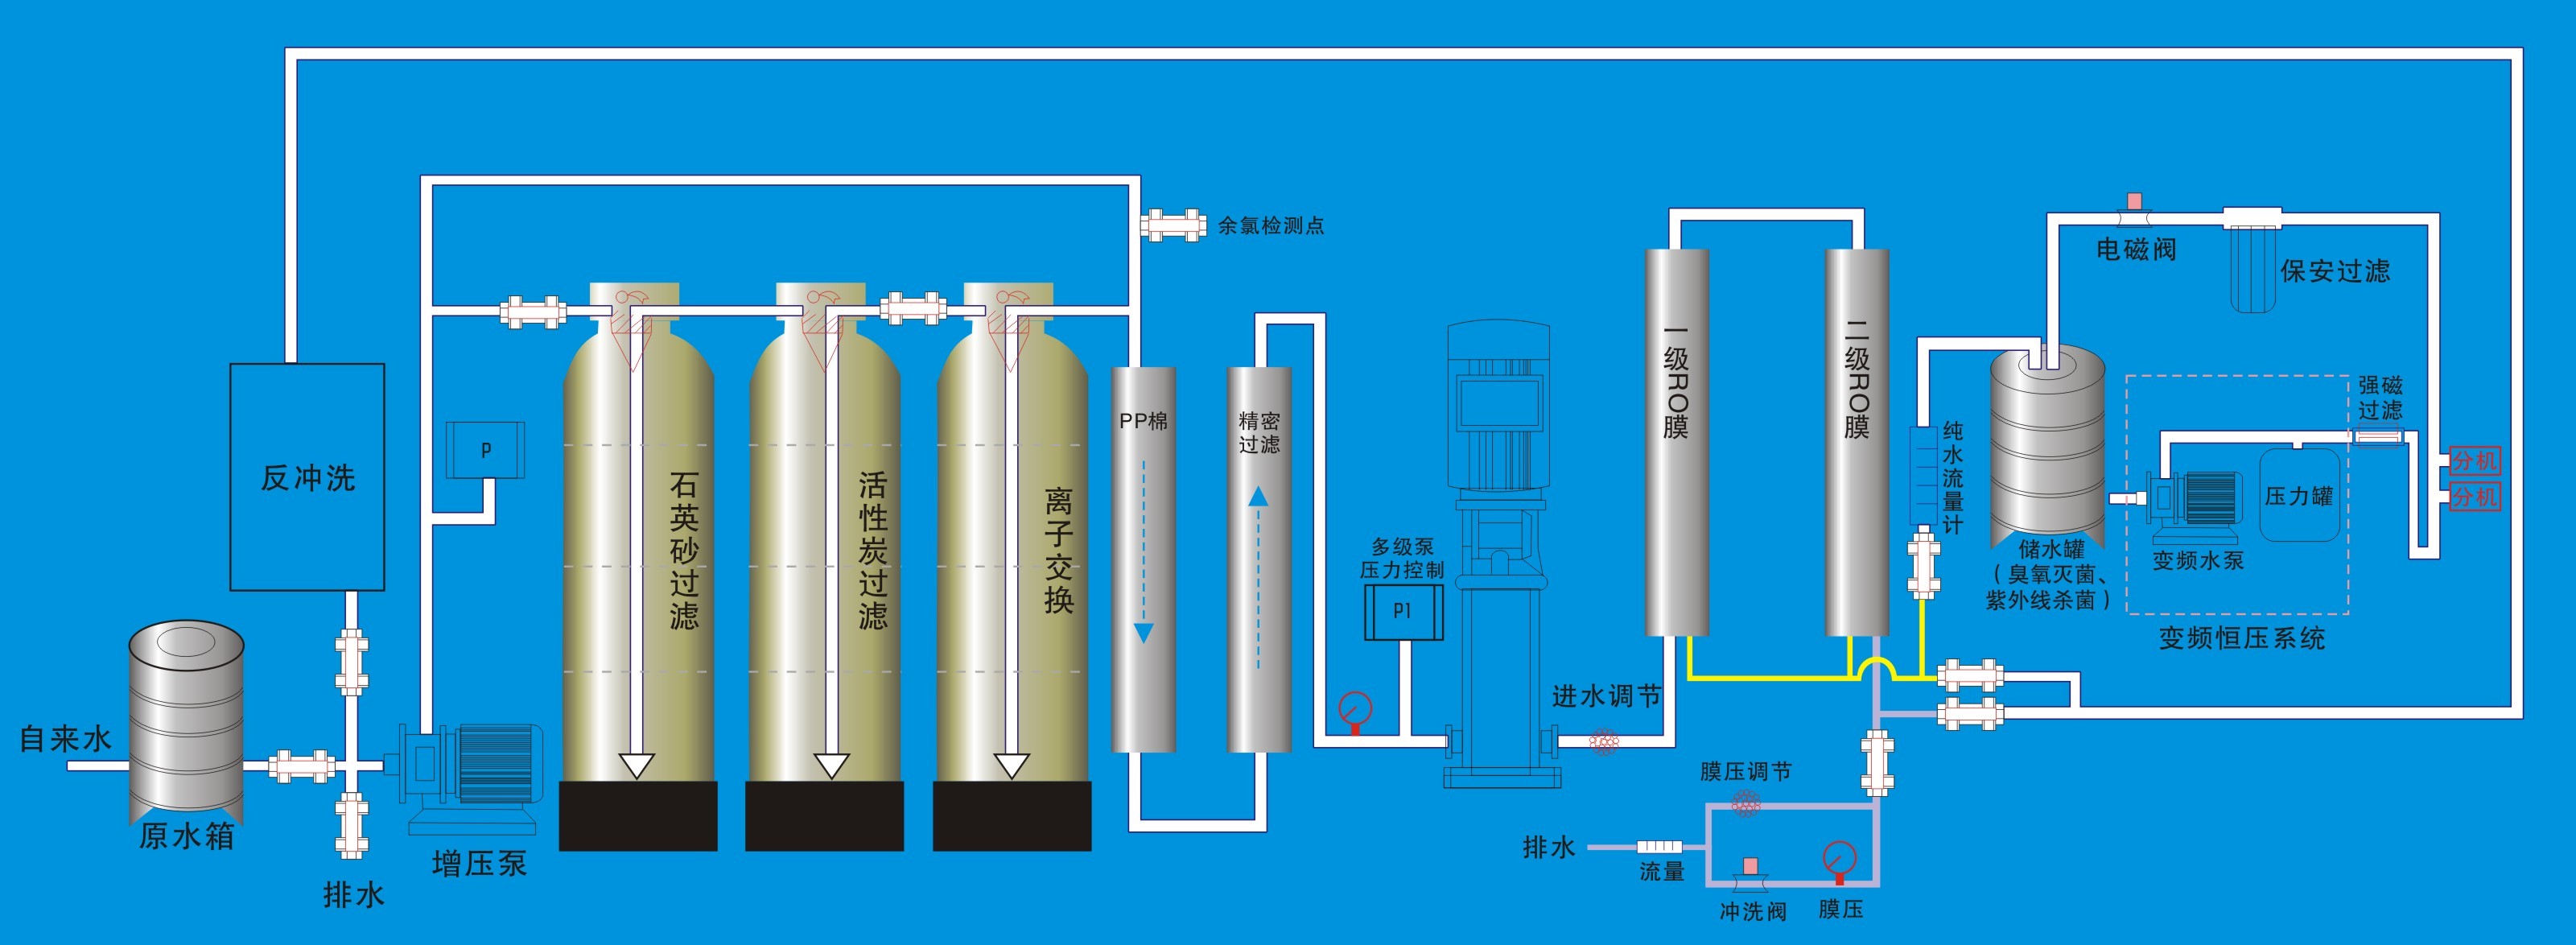 余氯检测点
电磁阀
保安过滤
一级RO膜
二级RO膜
强磁
过滤
PP棉
精密
过滤
纯水流量计
反冲洗
P
石英砂过滤
活性炭过滤
离子交换
分机
分机
压力罐
多级泵
压力控制
P1
储水罐
（臭氧灭菌、
紫外线杀菌）
变频水泵
变频恒压系统
进水调节
自来水
原水箱
增压泵
排水
膜压调节
排水
流量
冲洗阀
膜压